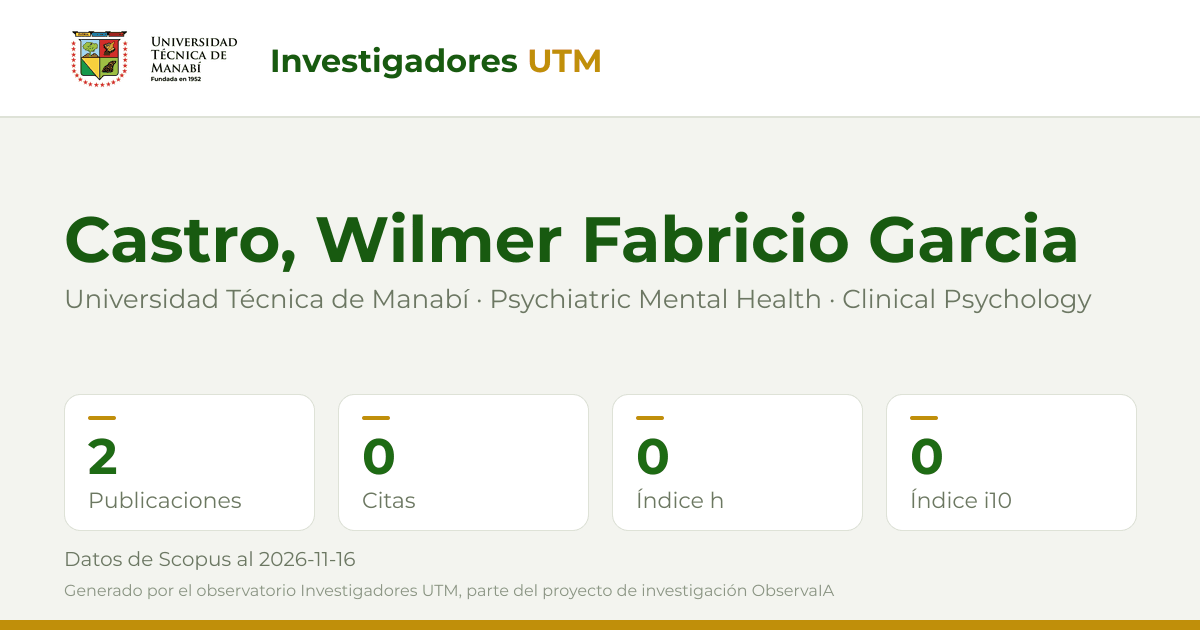 UNIVERSIDAD
TÉCNICA DE
MANABÍ
Fundada en 1952
Investigadores UTM
Castro, Wilmer Fabricio Garcia
Universidad Técnica de Manabí · Psychiatric Mental Health · Clinical Psychology
2
Publicaciones
0
Citas
0
Índice h
0
Índice i10
Datos de Scopus al 2026-11-16
Generado por el observatorio Investigadores UTM, parte del proyecto de investigación ObservaIA